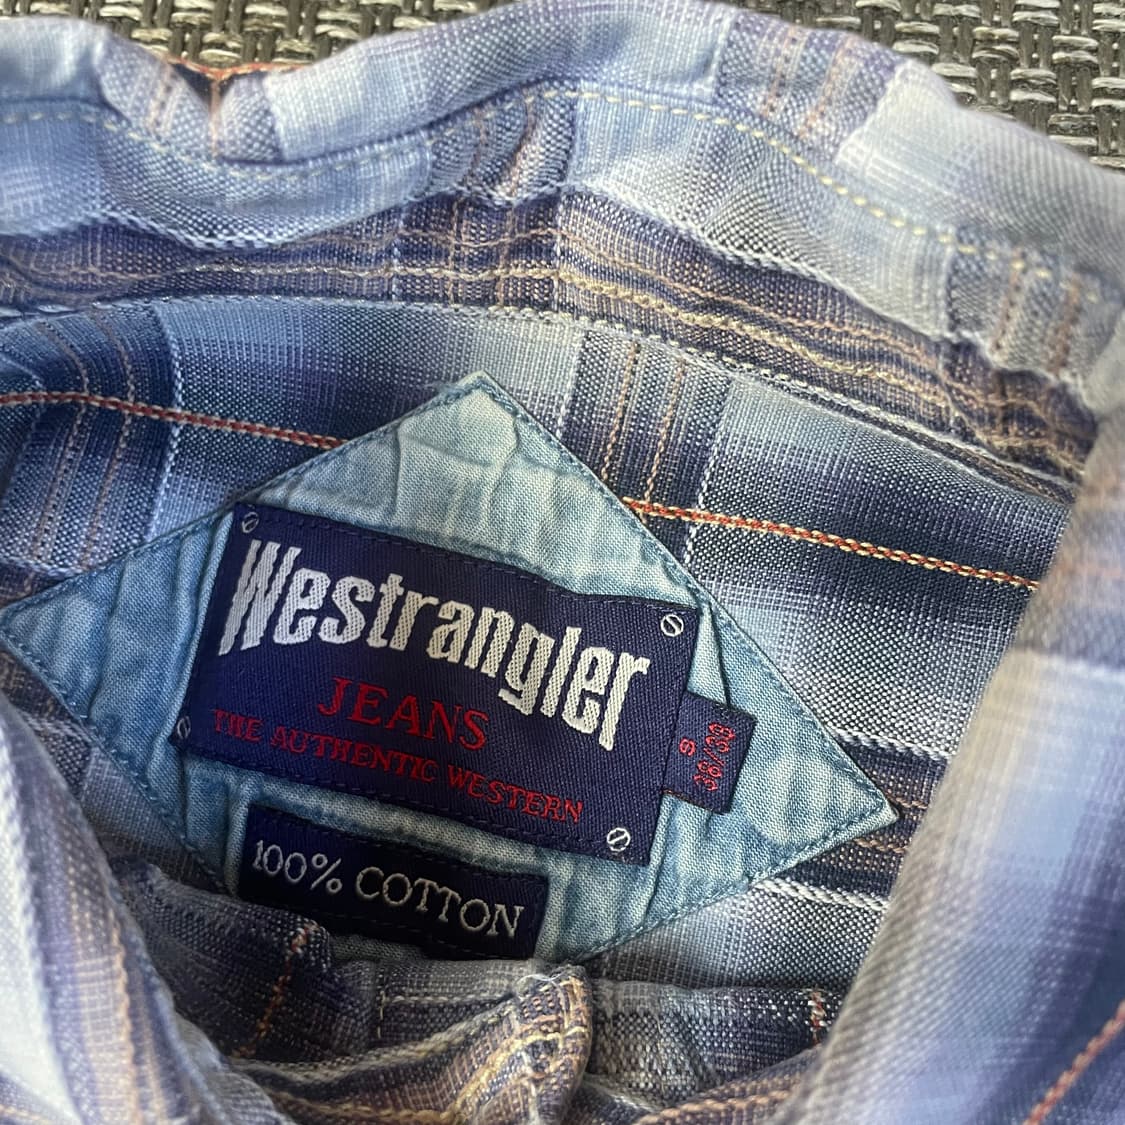 Westrangler
JEANS
THE AUTHENTIC WESTERN
S
36/38
100% COTTON